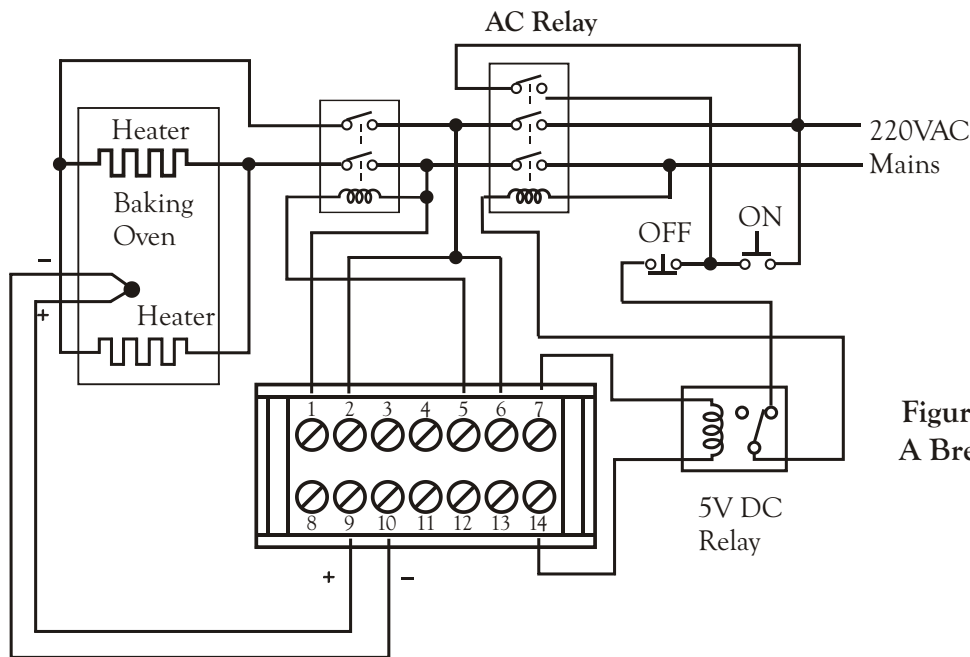 AC Relay
Heater
Baking
Oven
−
+
Heater
220VAC
Mains
OFF
ON
1 2 3 4 5 6 7
8 9 10 11 12 13 14
+ −
5V DC
Relay
Figur
A Bre